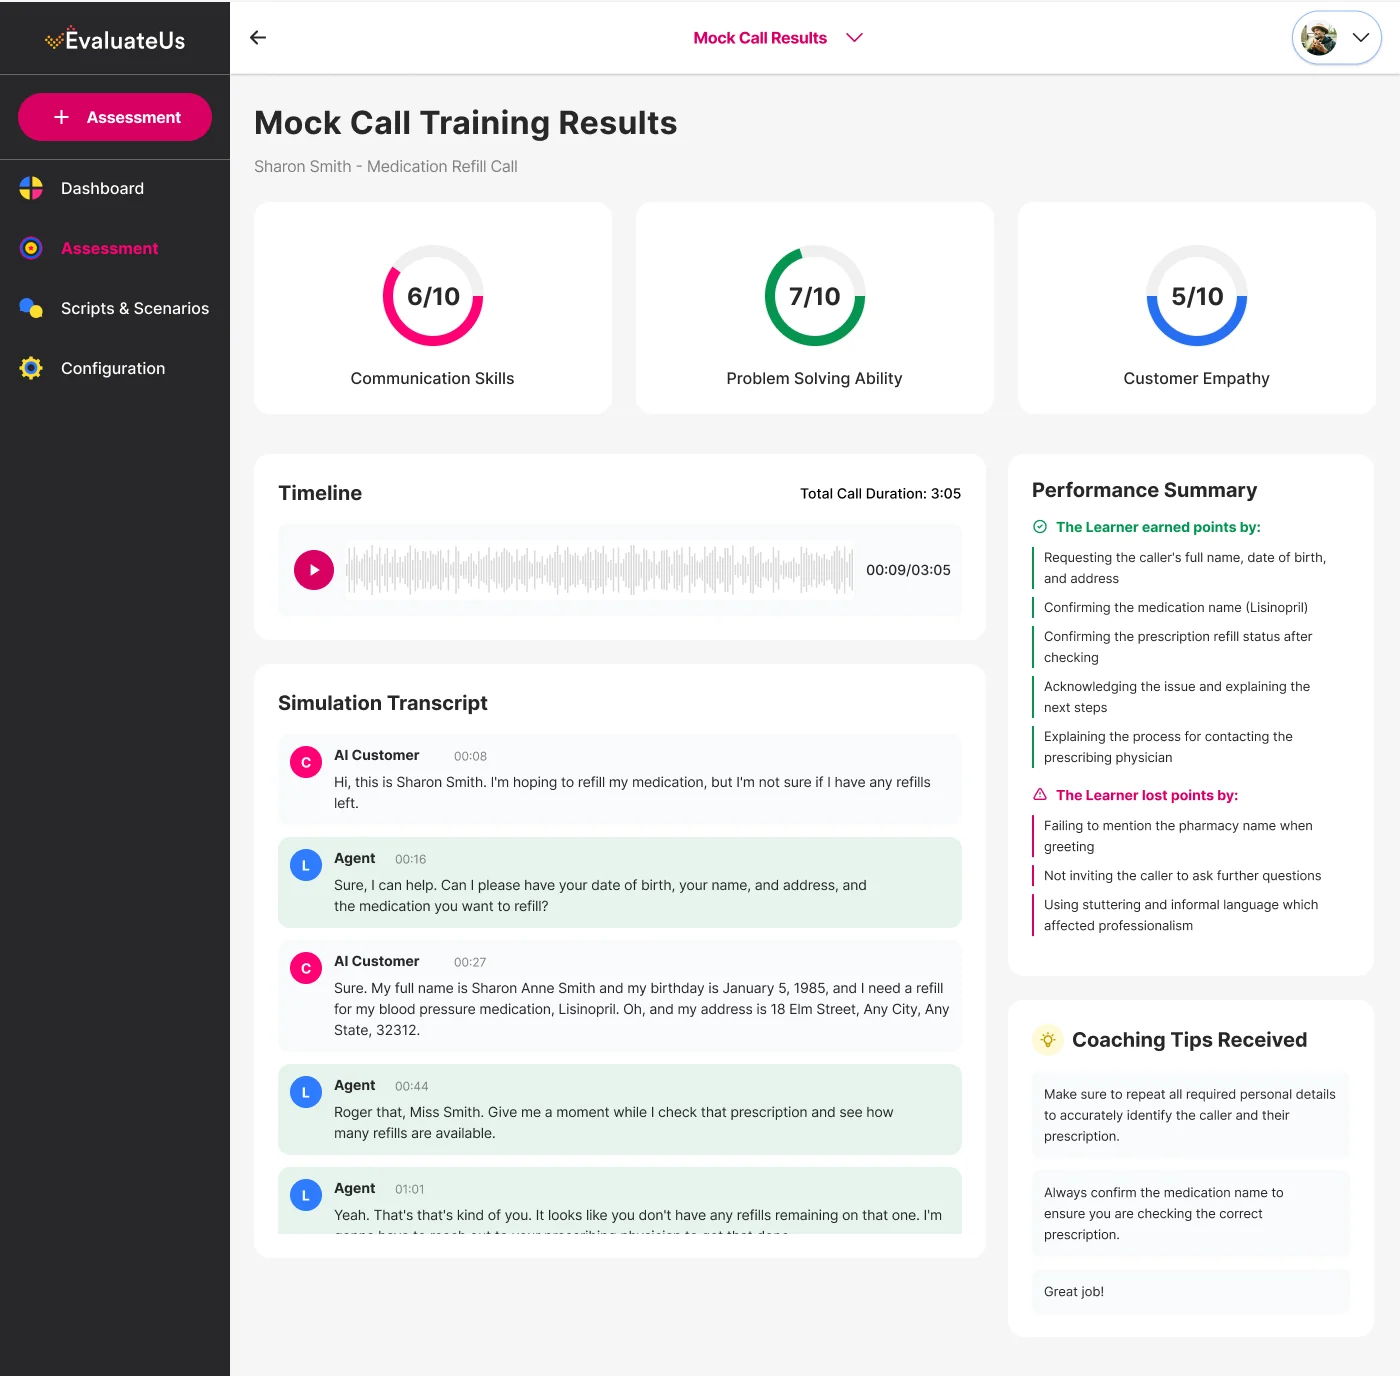 EvaluateUs
Mock Call Results
+ Assessment
Dashboard
Assessment
Scripts & Scenarios
Configuration
Mock Call Training Results
Sharon Smith - Medication Refill Call
6/10
Communication Skills
7/10
Problem Solving Ability
5/10
Customer Empathy
Timeline
Total Call Duration: 3:05
00:09/03:05
Simulation Transcript
C
AI Customer 00:08
Hi, this is Sharon Smith. I'm hoping to refill my medication, but I'm not sure if I have any refills
left.
L
Agent 00:16
Sure, I can help. Can I please have your date of birth, your name, and address, and
the medication you want to refill?
C
AI Customer 00:27
Sure. My full name is Sharon Anne Smith and my birthday is January 5, 1985, and I need a refill
for my blood pressure medication, Lisinopril. Oh, and my address is 18 Elm Street, Any City, Any
State, 32312.
L
Agent 00:44
Roger that, Miss Smith. Give me a moment while I check that prescription and see how
many refills are available.
L
Agent 01:01
Yeah. That's that's kind of you. It looks like you don't have any refills remaining on that one. I'm
gonna have to reach out to your prescribing physician to get that done.
Performance Summary
The Learner earned points by:
Requesting the caller's full name, date of birth,
and address
Confirming the medication name (Lisinopril)
Confirming the prescription refill status after
checking
Acknowledging the issue and explaining the
next steps
Explaining the process for contacting the
prescribing physician
The Learner lost points by:
Failing to mention the pharmacy name when
greeting
Not inviting the caller to ask further questions
Using stuttering and informal language which
affected professionalism
Coaching Tips Received
Make sure to repeat all required personal details
to accurately identify the caller and their
prescription.
Always confirm the medication name to
ensure you are checking the correct
prescription.
Great job!